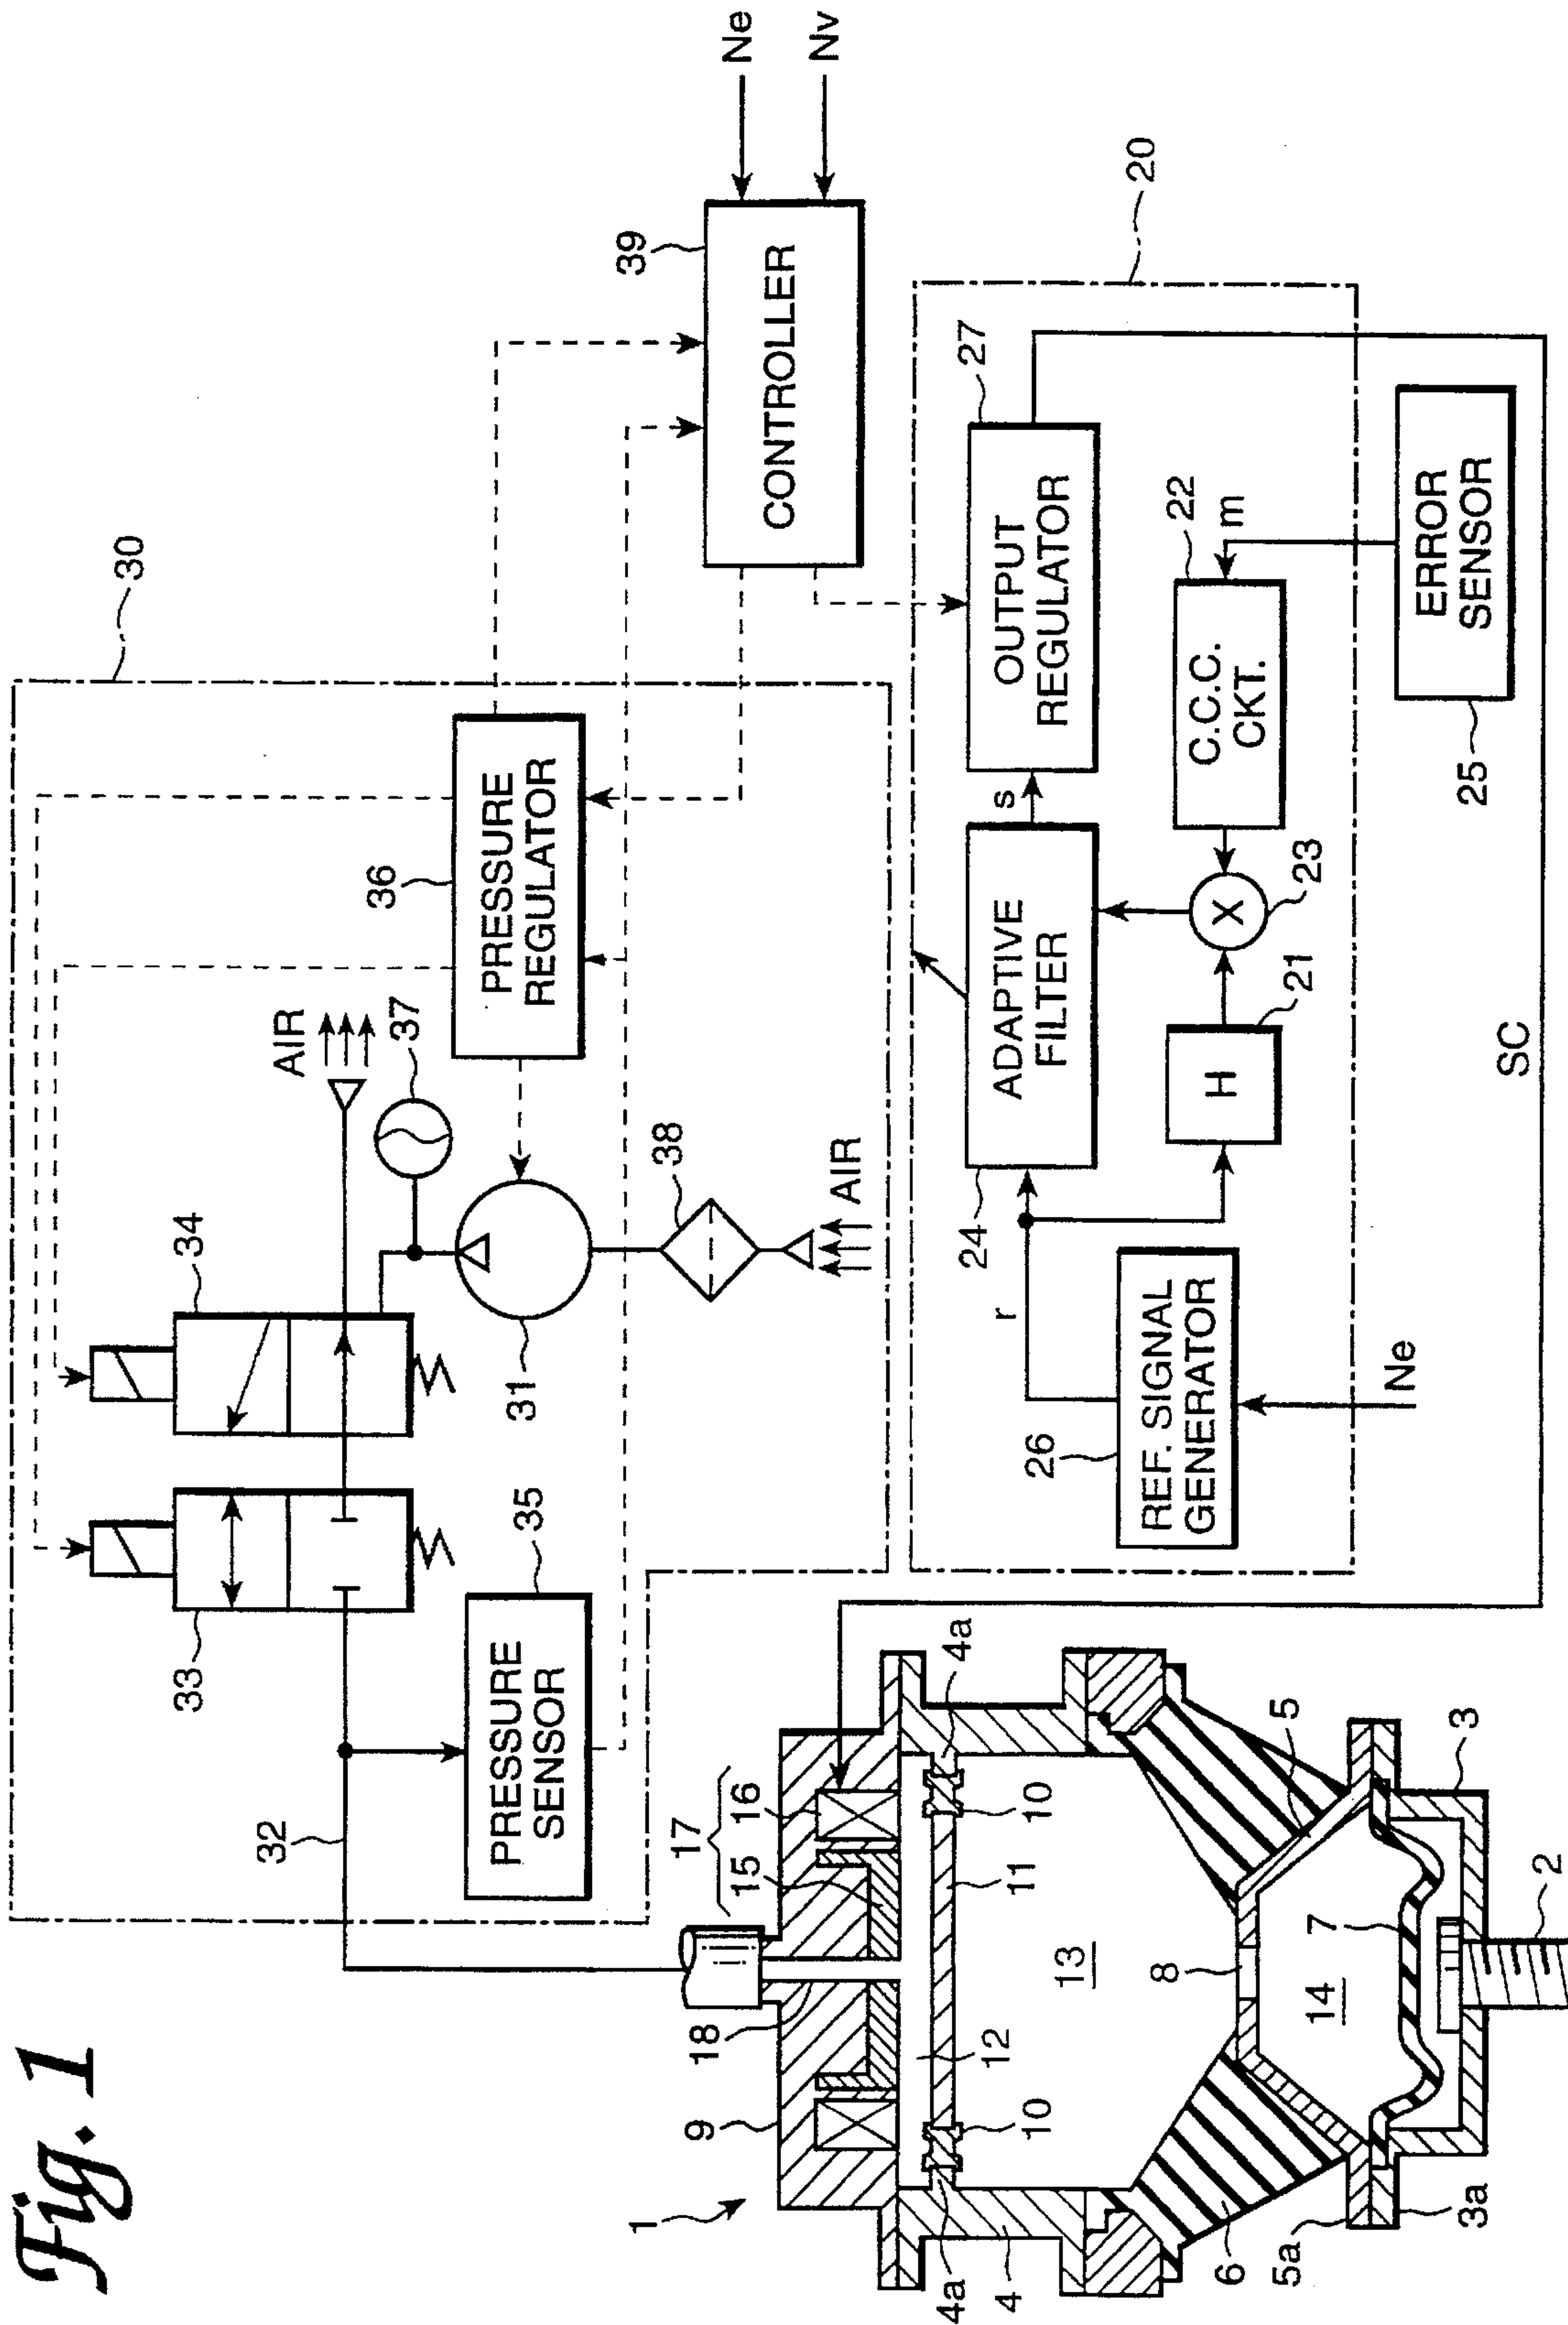 Fig. 1
30
34
AIR
37
36
PRESSURE
REGULATOR
33
35
PRESSURE
SENSOR
32
31
38
AIR
39
CONTROLLER
Ne
Nv
20
27
OUTPUT
REGULATOR
s
ADAPTIVE
FILTER
24
22
C.C.C.
CKT.
m
X
23
H
21
r
26
REF. SIGNAL
GENERATOR
Ne
ERROR
SENSOR
25
SC
1
9
18
17
15
16
4a
4a
10
10
11
12
13
4
6
5
5a
8
14
7
3
3a
2